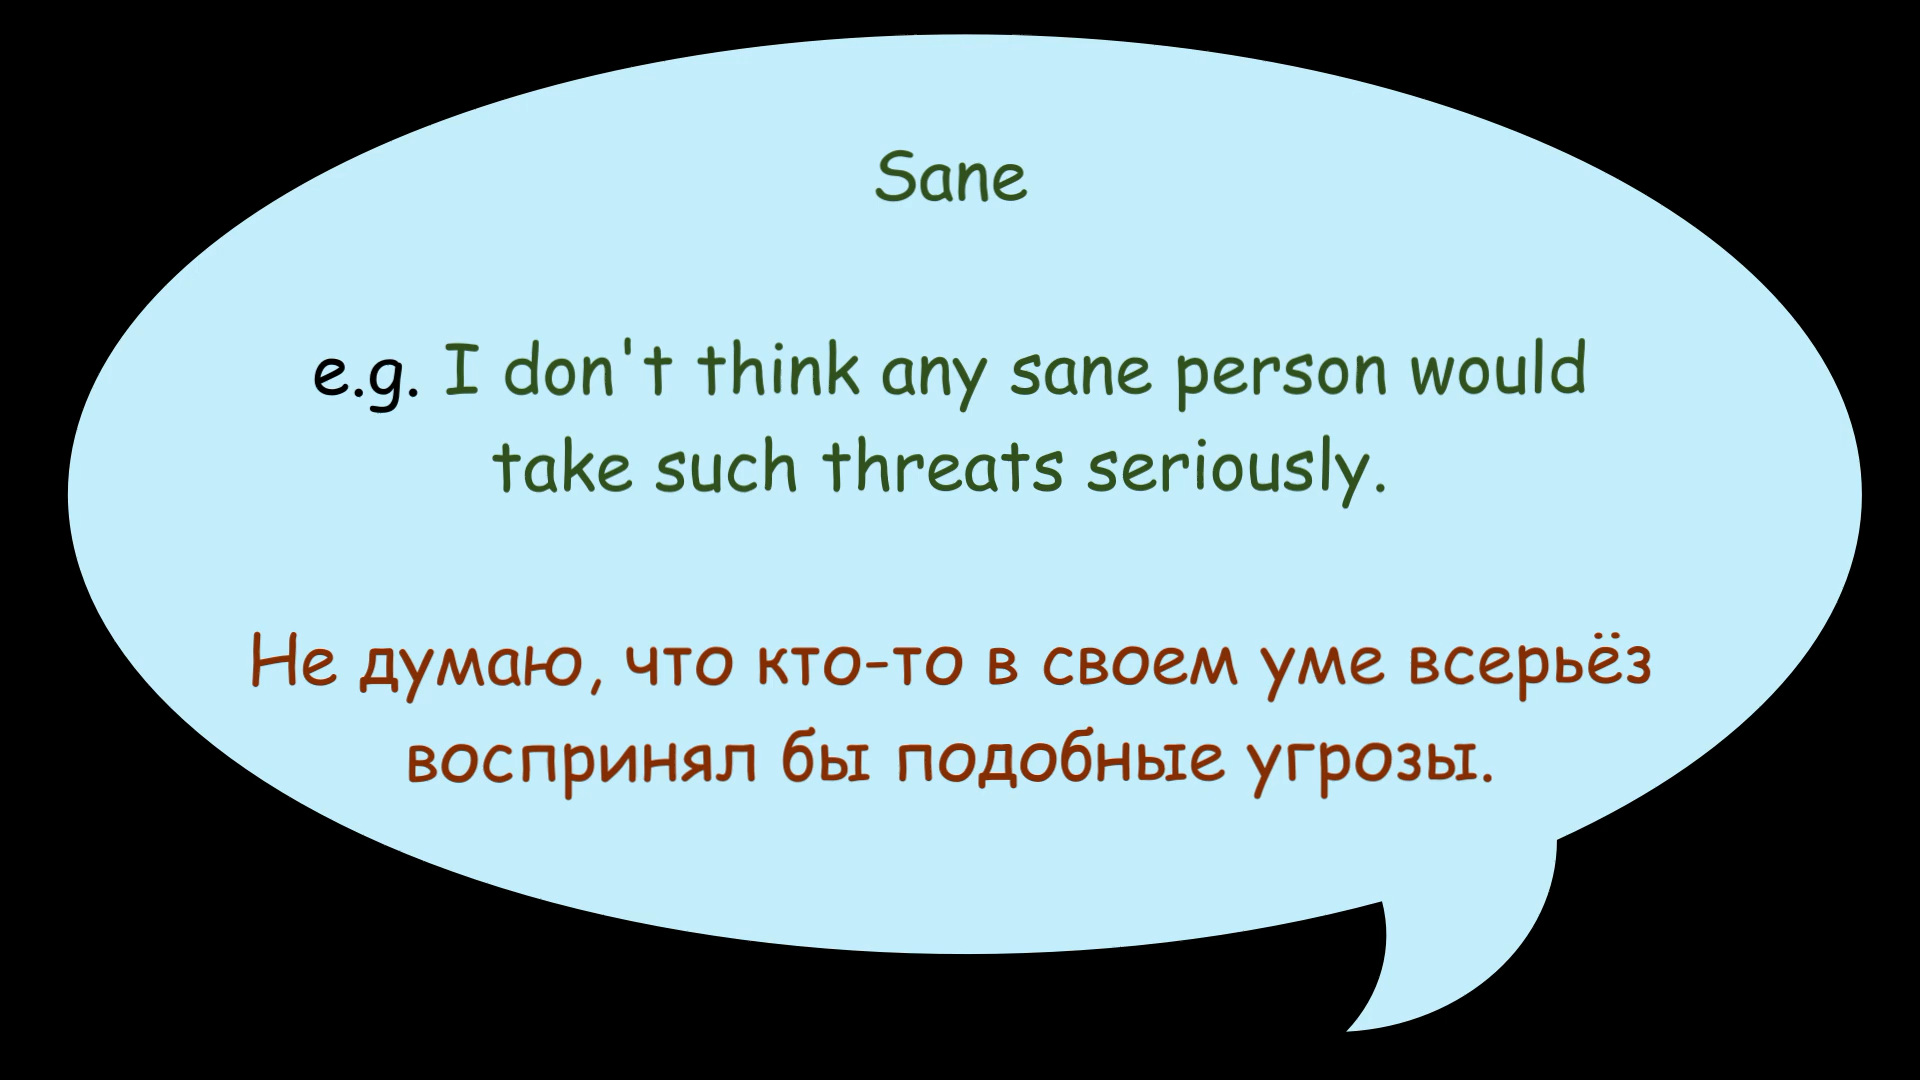 Sane
e.g. I don't think any sane person would
take such threats seriously.
Не думаю, что кто-то в своем уме всерьёз
воспринял бы подобные угрозы.